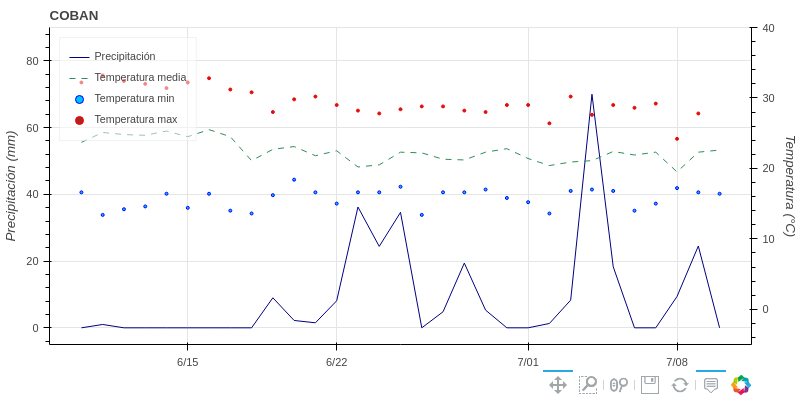 COBAN
Precipitación
Temperatura media
Temperatura min
Temperatura max
Precipitación (mm)
80
60
40
20
0
Temperatura (°C)
40
30
20
10
0
6/15
6/22
7/01
7/08